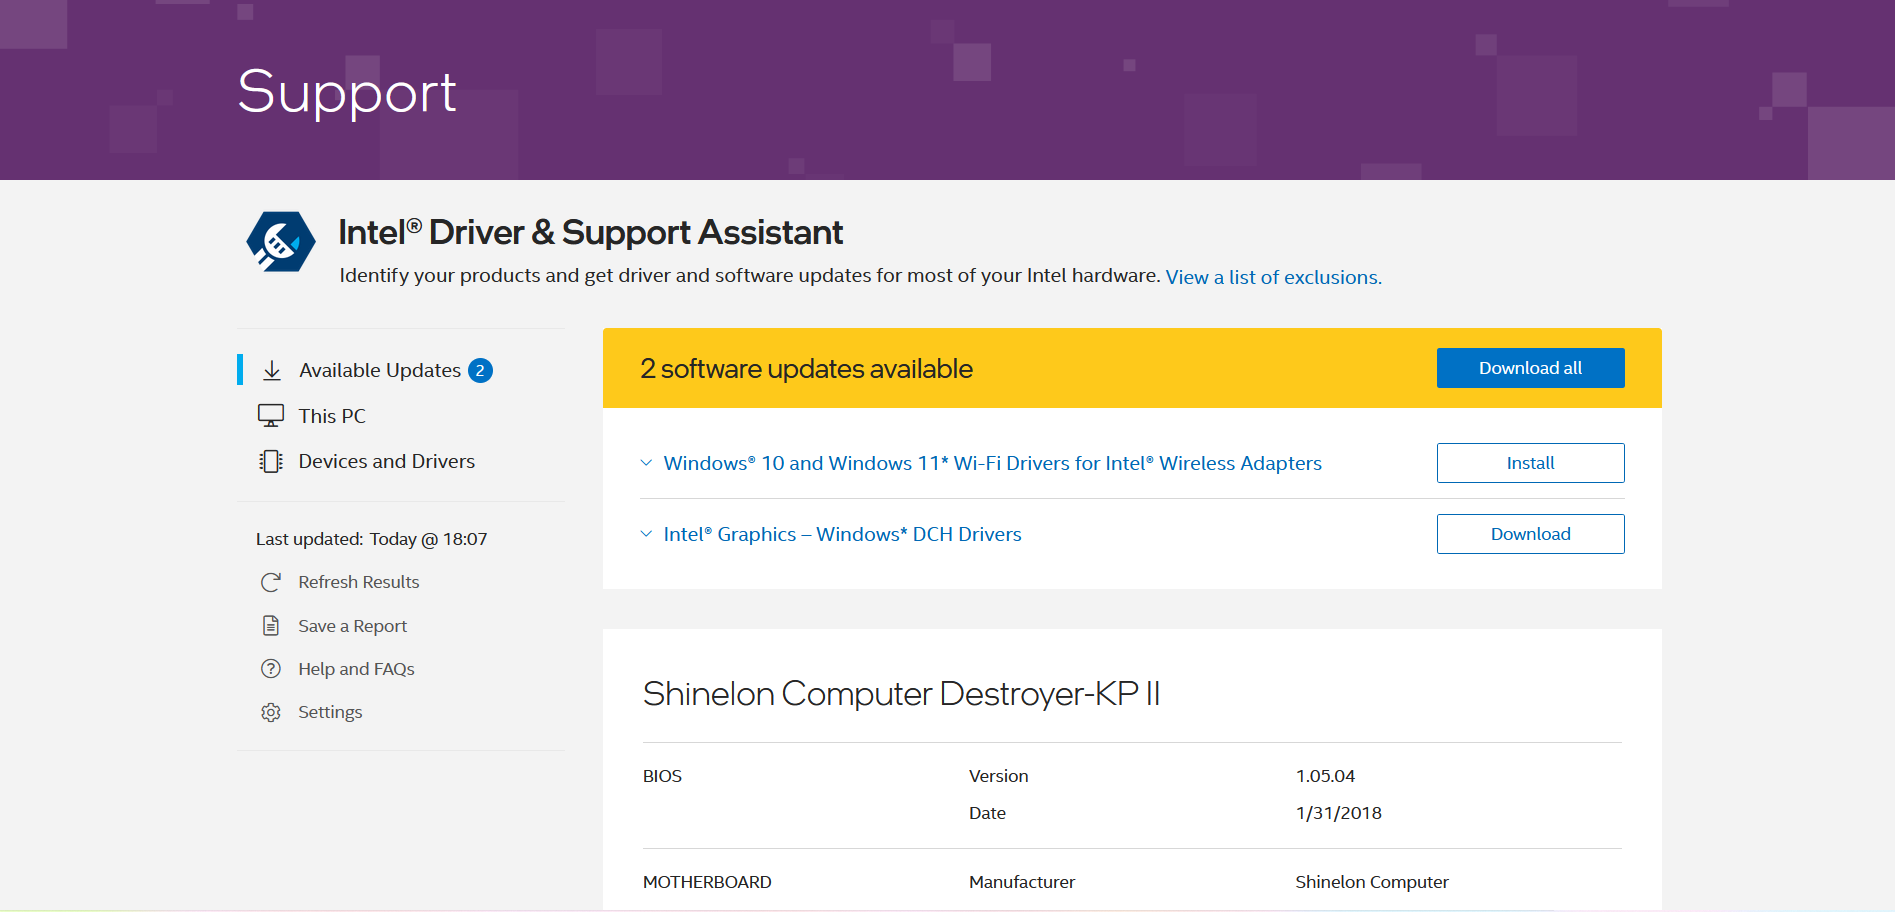 Support
Intel® Driver & Support Assistant
Identify your products and get driver and software updates for most of your Intel hardware. View a list of exclusions.
Available Updates 2
This PC
Devices and Drivers
Last updated: Today @ 18:07
Refresh Results
Save a Report
Help and FAQs
Settings
2 software updates available
Download all
Windows® 10 and Windows 11* Wi-Fi Drivers for Intel® Wireless Adapters
Install
Intel® Graphics – Windows* DCH Drivers
Download
Shinelon Computer Destroyer-KP II
BIOS Version 1.05.04
Date 1/31/2018
MOTHERBOARD Manufacturer Shinelon Computer